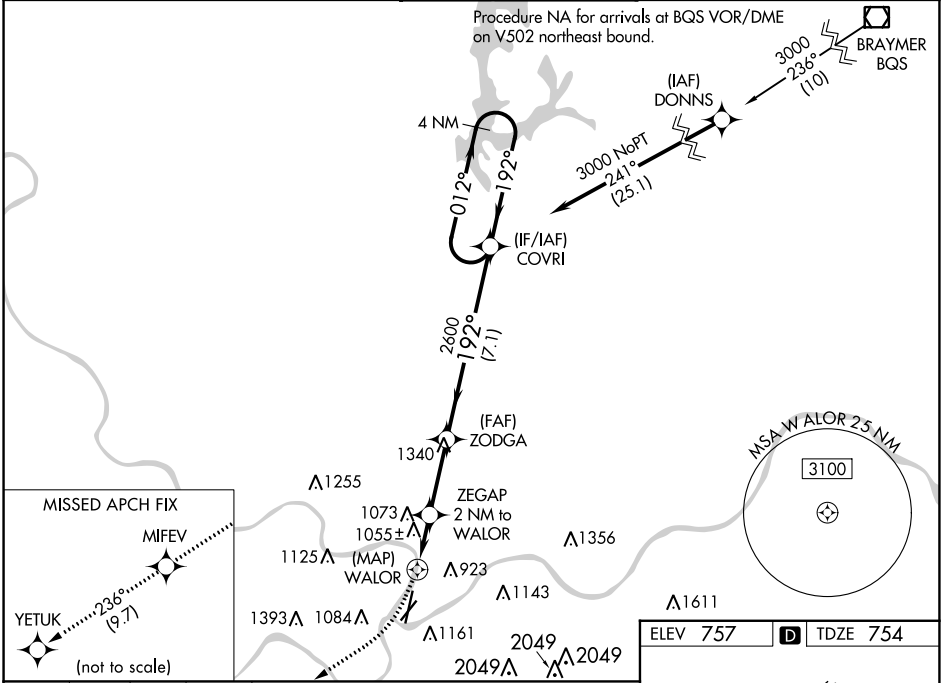 Procedure NA for arrivals at BQS VOR/DME
on V502 northeast bound.
BRAYMER
BQS
3000
236°
(10)
(IAF)
DONNS
3000 NoPT
241°
(25.1)
4 NM
012°
192°
(IF/IAF)
COVRI
2600
192°
(7.1)
(FAF)
ZODGA
1340
1255
ZEGAP
2 NM to
WALOR
1073
1055±
1125
(MAP)
WALOR
923
1356
1143
1393
1084
1161
1611
2049
2049
2049
MSA WALOR 25 NM
3100
MISSED APCH FIX
MIFEV
236°
(9.7)
YETUK
(not to scale)
ELEV 757
D
TDZE 754